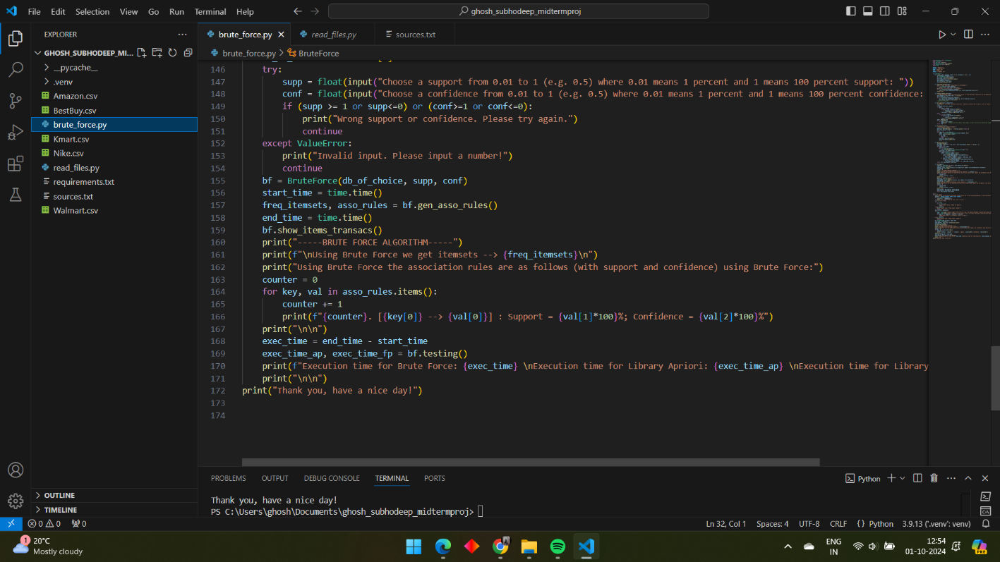 File Edit Selection View Go Run Terminal Help
ghosh_subhodeep_midtermproj
EXPLORER
GHOSH_SUBHODEEP_MI...
__pycache__
.venv
Amazon.csv
BestBuy.csv
brute_force.py
Kmart.csv
Nike.csv
read_files.py
requirements.txt
sources.txt
Walmart.csv
OUTLINE
TIMELINE
brute_force.py read_files.py sources.txt
brute_force.py > BruteForce
146 try:
147 supp = float(input("Choose a support from 0.01 to 1 (e.g. 0.5) where 0.01 means 1 percent and 1 means 100 percent support: "))
148 conf = float(input("Choose a confidence from 0.01 to 1 (e.g. 0.5) where 0.01 means 1 percent and 1 means 100 percent confidence:
149 if (supp >= 1 or supp<=0) or (conf>=1 or conf<=0):
150 print("Wrong support or confidence. Please try again.")
151 continue
152 except ValueError:
153 print("Invalid input. Please input a number!")
154 continue
155 bf = BruteForce(db_of_choice, supp, conf)
156 start_time = time.time()
157 freq_itemsets, asso_rules = bf.gen_asso_rules()
158 end_time = time.time()
159 bf.show_items_transacs()
160 print("-----BRUTE FORCE ALGORITHM-----")
161 print(f"\nUsing Brute Force we get itemsets --> {freq_itemsets}\n")
162 print("Using Brute Force the association rules are as follows (with support and confidence) using Brute Force:")
163 counter = 0
164 for key, val in asso_rules.items():
165 counter += 1
166 print(f"{counter}. [{key[0]} --> {val[0]}] : Support = {val[1]*100}%; Confidence = {val[2]*100}%")
167 print("\n\n")
168 exec_time = end_time - start_time
169 exec_time_ap, exec_time_fp = bf.testing()
170 print(f"Execution time for Brute Force: {exec_time} \nExecution time for Library Apriori: {exec_time_ap} \nExecution time for Library
171 print("\n\n")
172 print("Thank you, have a nice day!")
173
174
PROBLEMS OUTPUT DEBUG CONSOLE TERMINAL PORTS
Python
Thank you, have a nice day!
PS C:\Users\ghosh\Documents\ghosh_subhodeep_midtermproj>
0 0 0
Ln 32, Col 1 Spaces: 4 UTF-8 CRLF {} Python 3.9.13 ('.venv': venv)
1
20°C
Mostly cloudy
ENG
IN
12:54
01-10-2024
PRE